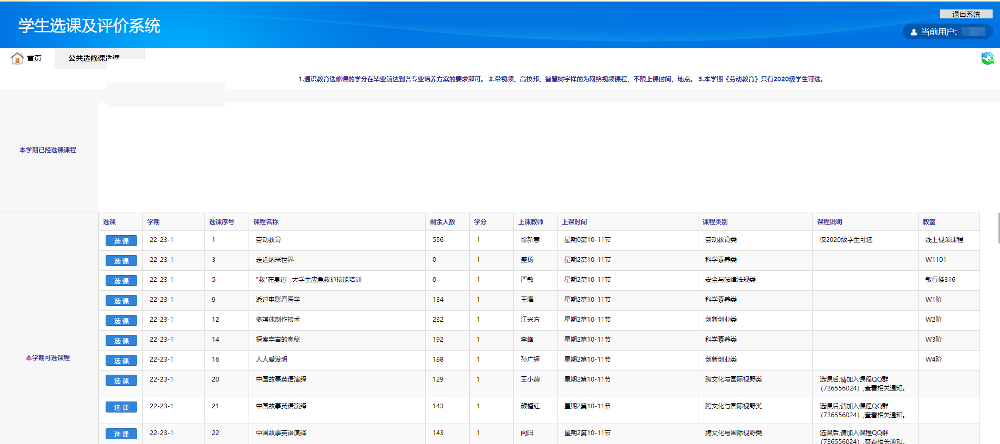 退出系统
学生选课及评价系统
当前用户:
首页 公共选修课选课
1.通识教育选修课的学分在毕业前达到各专业培养方案的要求即可。 2.带视频、高校邦、智慧树字样的为网络视频课程，不限上课时间、地点。 3.本学期《劳动教育》只有2020级学生可选。
本学期已经选课课程
本学期可选课程
选课 学期 选课序号 课程名称 剩余人数 学分 上课教师 上课时间 课程类别 课程说明 教室
选 课 22-23-1 1 劳动教育 556 1 徐新意 星期0第10-11节 劳动教育类 仅2020级学生可选 线上视频课程
选 课 22-23-1 3 走近纳米世界 0 1 盛扬 星期2第10-11节 科学素养类 W1101
选 课 22-23-1 5 "救"在身边--大学生应急救护技能培训 0 1 严敏 星期2第10-11节 安全与法律法规类 敏行楼316
选 课 22-23-1 9 透过电影看医学 134 1 王濯 星期2第10-11节 科学素养类 W1阶
选 课 22-23-1 12 多媒体制作技术 232 1 江兴方 星期2第10-11节 创新创业类 W2阶
选 课 22-23-1 14 探索宇宙的奥秘 192 1 李峰 星期2第10-11节 科学素养类 W3阶
选 课 22-23-1 16 人人爱发明 188 1 孙广辉 星期2第10-11节 创新创业类 W4阶
选 课 22-23-1 20 中国故事英语演绎 129 1 王小燕 星期2第10-11节 跨文化与国际视野类 选课后,请加入课程QQ群
（736556024）,查看相关通知。
选 课 22-23-1 21 中国故事英语演绎 143 1 颜榴红 星期2第10-11节 跨文化与国际视野类 选课后,请加入课程QQ群
（736556024）,查看相关通知。
选 课 22-23-1 22 中国故事英语演绎 143 1 向阳 星期2第10-11节 跨文化与国际视野类 选课后,请加入课程QQ群
（736556024）,查看相关通知。